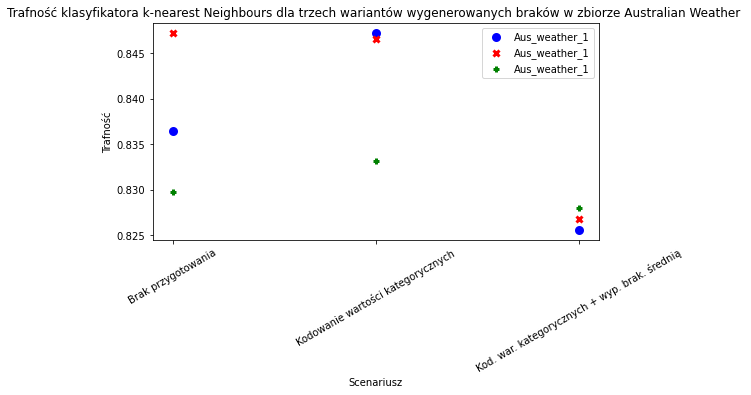 Trafność klasyfikatora k-nearest Neighbours dla trzech wariantów wygenerowanych braków w zbiorze Australian Weather
Aus_weather_1
Aus_weather_1
Aus_weather_1
0.845
0.840
0.835
0.830
0.825
Trafność
Brak przygotowania
Kodowanie wartości kategorycznych
Kod. war. kategorycznych + wyp. brak. średnią
Scenariusz